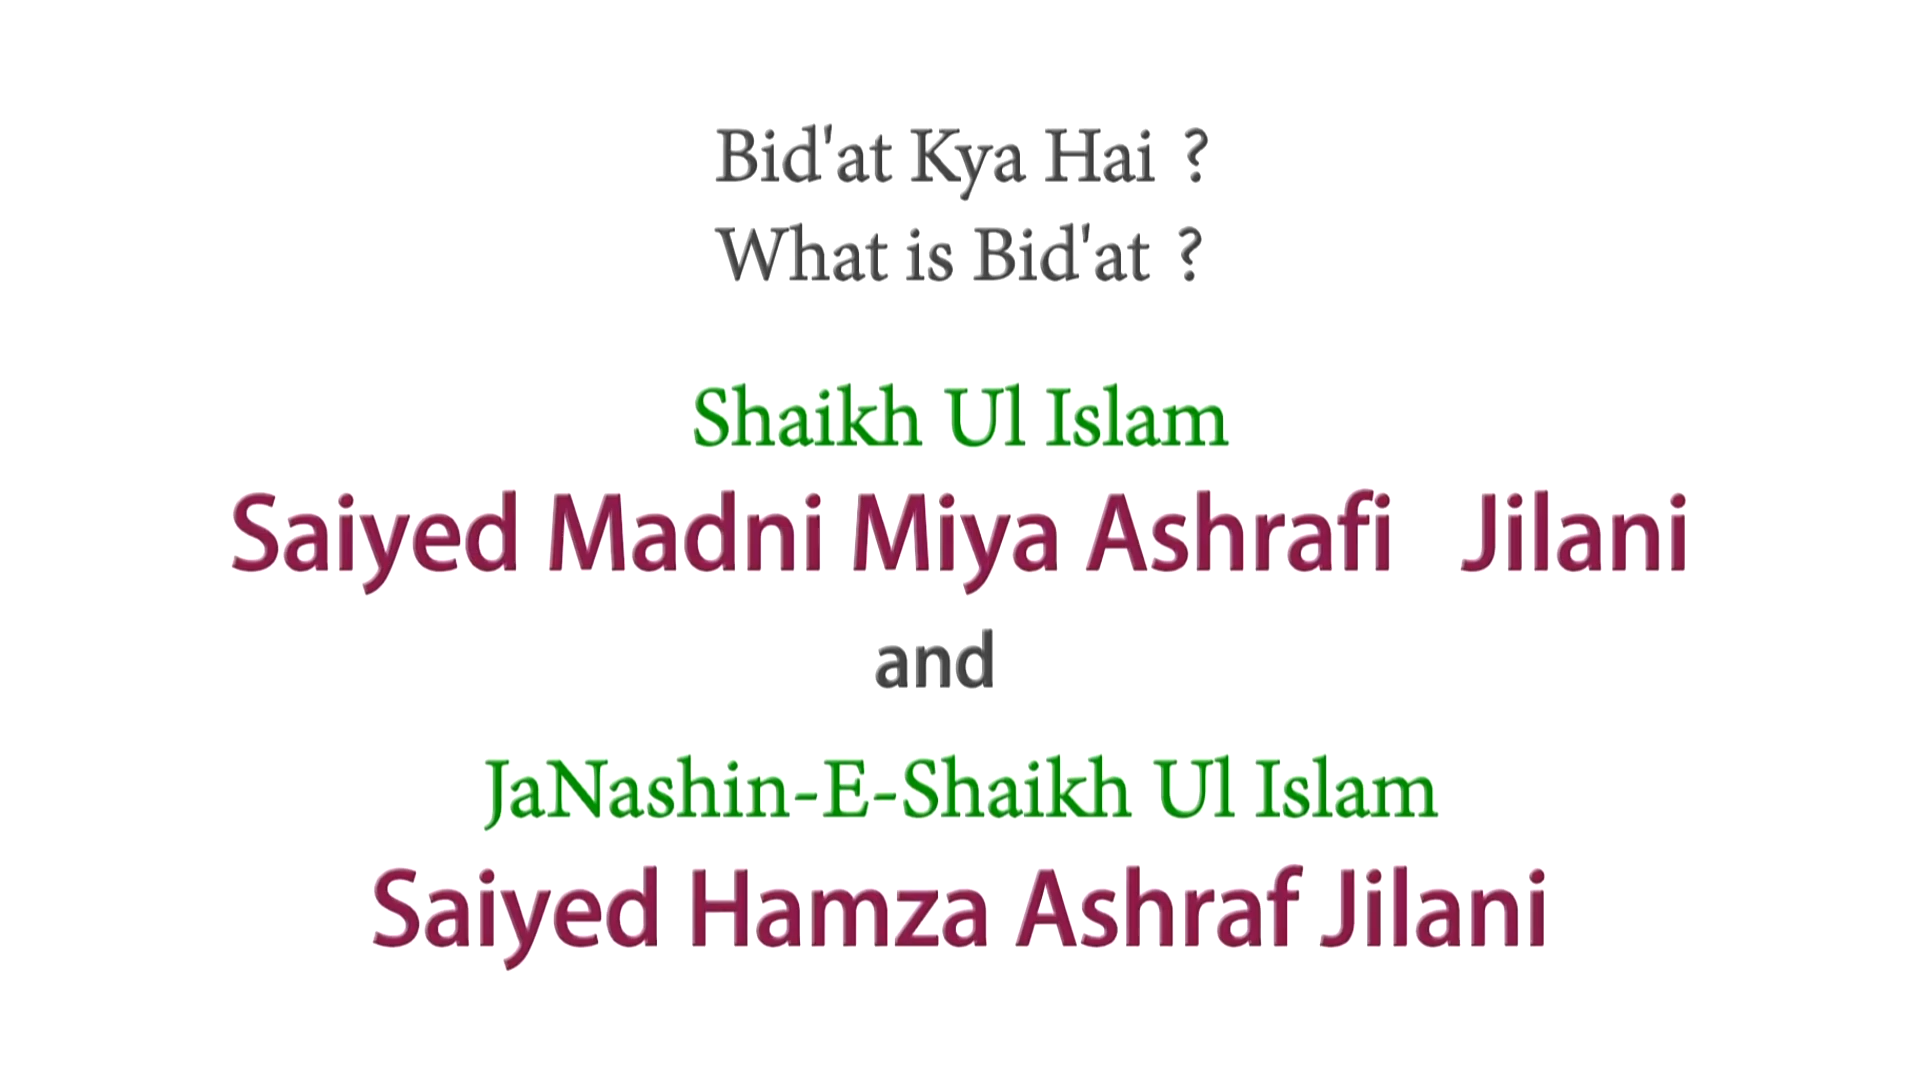 Bid'at Kya Hai ?
What is Bid'at ?
Shaikh Ul Islam
Saiyed Madni Miya Ashrafi Jilani
and
JaNashin-E-Shaikh Ul Islam
Saiyed Hamza Ashraf Jilani